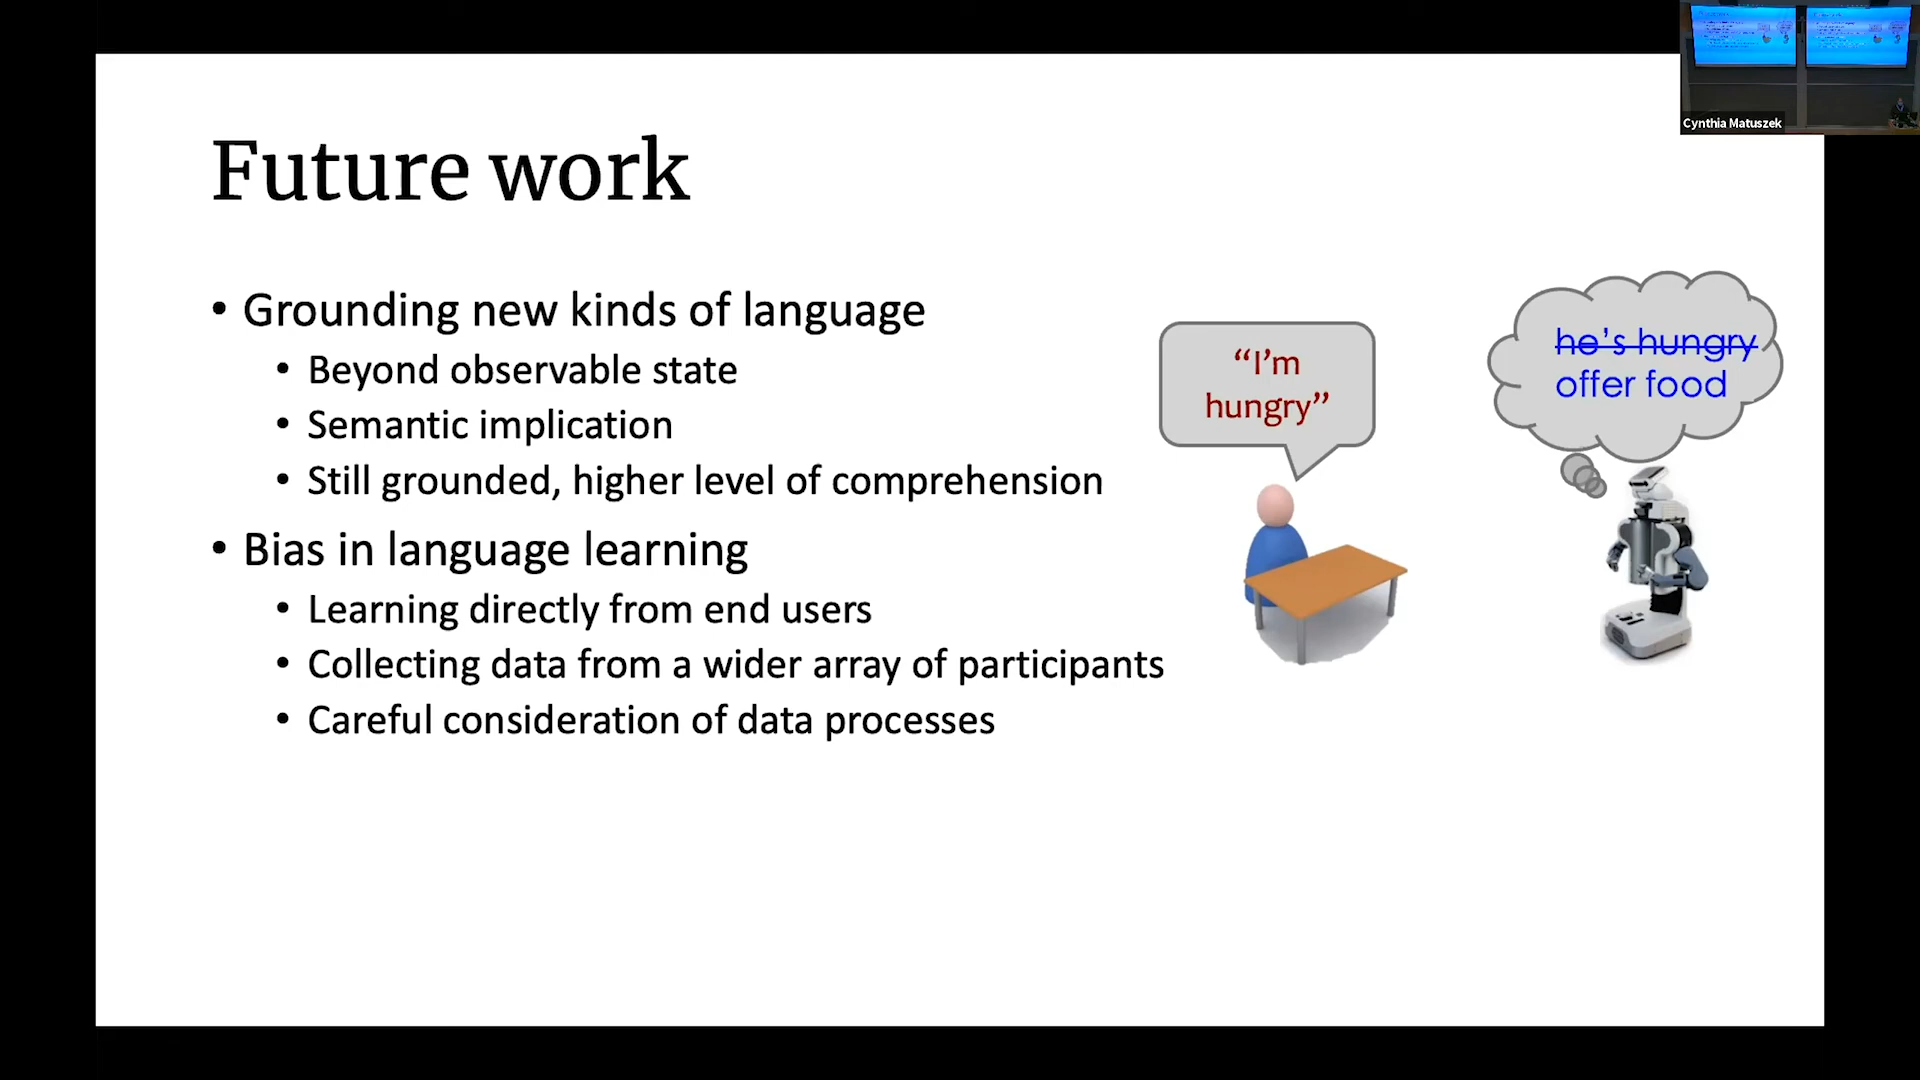 Future work
• Grounding new kinds of language
• Beyond observable state
• Semantic implication
• Still grounded, higher level of comprehension
• Bias in language learning
• Learning directly from end users
• Collecting data from a wider array of participants
• Careful consideration of data processes
“I’m
hungry”
he’s hungry
offer food
Cynthia Matuszek